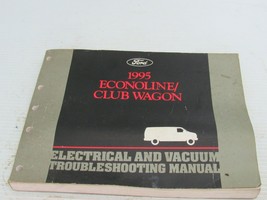 Ford
1995
ECONOLINE/
CLUB WAGON
ELECTRICAL AND VACUUM
TROUBLESHOOTING MANUAL